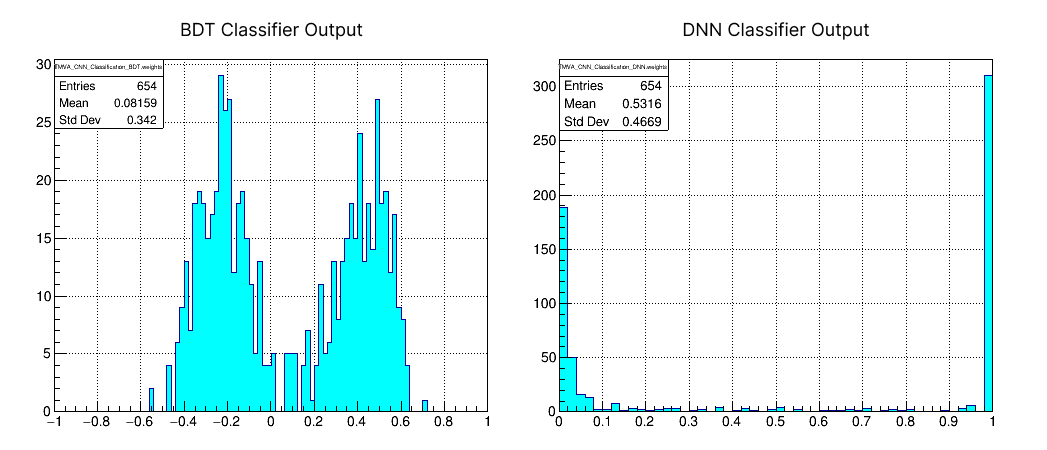 BDT Classifier Output
TMVA_CNN_Classification_BDT.weights
Entries 654
Mean 0.08159
Std Dev 0.342
30
25
20
15
10
5
0
−1 −0.8 −0.6 −0.4 −0.2 0 0.2 0.4 0.6 0.8 1
DNN Classifier Output
TMVA_CNN_Classification_DNN.weights
Entries 654
Mean 0.5316
Std Dev 0.4669
300
250
200
150
100
50
0
0 0.1 0.2 0.3 0.4 0.5 0.6 0.7 0.8 0.9 1